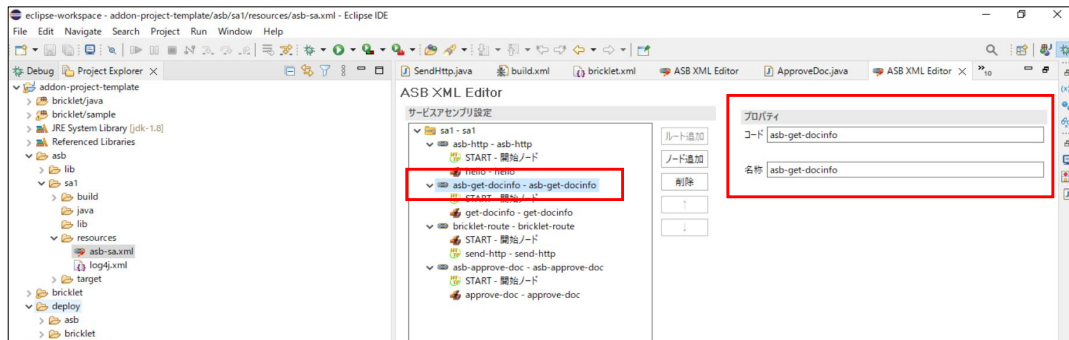 eclipse-workspace - addon-project-template/asb/sa1/resources/asb-sa.xml - Eclipse IDE
File Edit Navigate Search Project Run Window Help
Debug Project Explorer
SendHttp.java build.xml bricklet.xml ASB XML Editor ApproveDoc.java ASB XML Editor »10
addon-project-template
bricklet/java
bricklet/sample
JRE System Library [jdk-1.8]
Referenced Libraries
asb
lib
sa1
build
java
lib
resources
asb-sa.xml
log4j.xml
target
bricklet
deploy
asb
bricklet
ASB XML Editor
サービスアセンブリ設定
sa1 - sa1
asb-http - asb-http
START - 開始ノード
hello - hello
asb-get-docinfo - asb-get-docinfo
START - 開始ノード
get-docinfo - get-docinfo
bricklet-route - bricklet-route
START - 開始ノード
send-http - send-http
asb-approve-doc - asb-approve-doc
START - 開始ノード
approve-doc - approve-doc
ルート追加
ノード追加
削除
↑
↓
プロパティ
コード asb-get-docinfo
名称 asb-get-docinfo